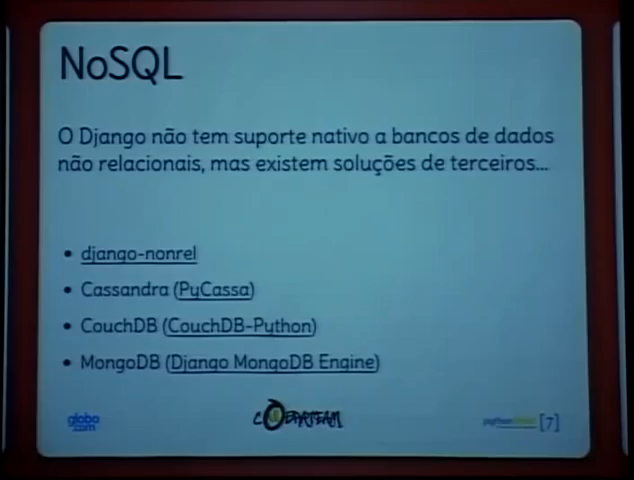 NoSQL
O Django não tem suporte nativo a bancos de dados
não relacionais, mas existem soluções de terceiros...
• django-nonrel
• Cassandra (PyCassa)
• CouchDB (CouchDB-Python)
• MongoDB (Django MongoDB Engine)
globo
.com
python
[7]